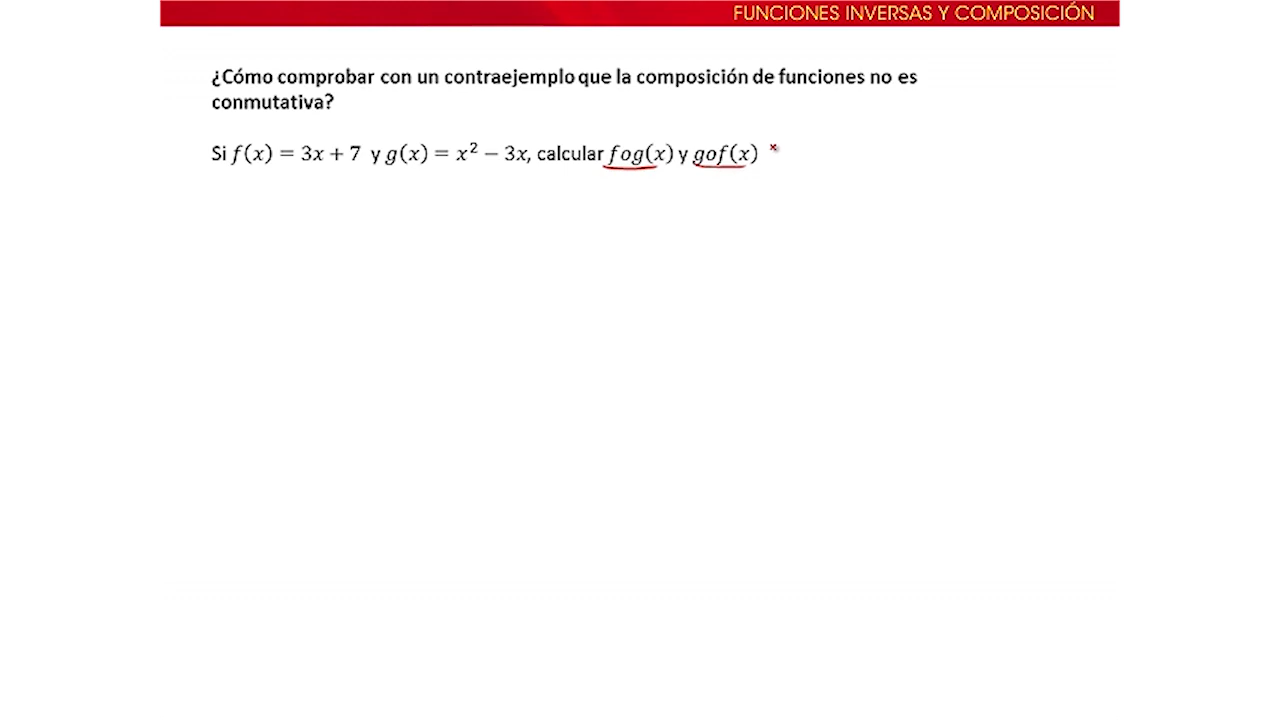 FUNCIONES INVERSAS Y COMPOSICIÓN
¿Cómo comprobar con un contraejemplo que la composición de funciones no es
conmutativa?
Si f(x) = 3x + 7 y g(x) = x² − 3x, calcular fog(x) y gof(x)